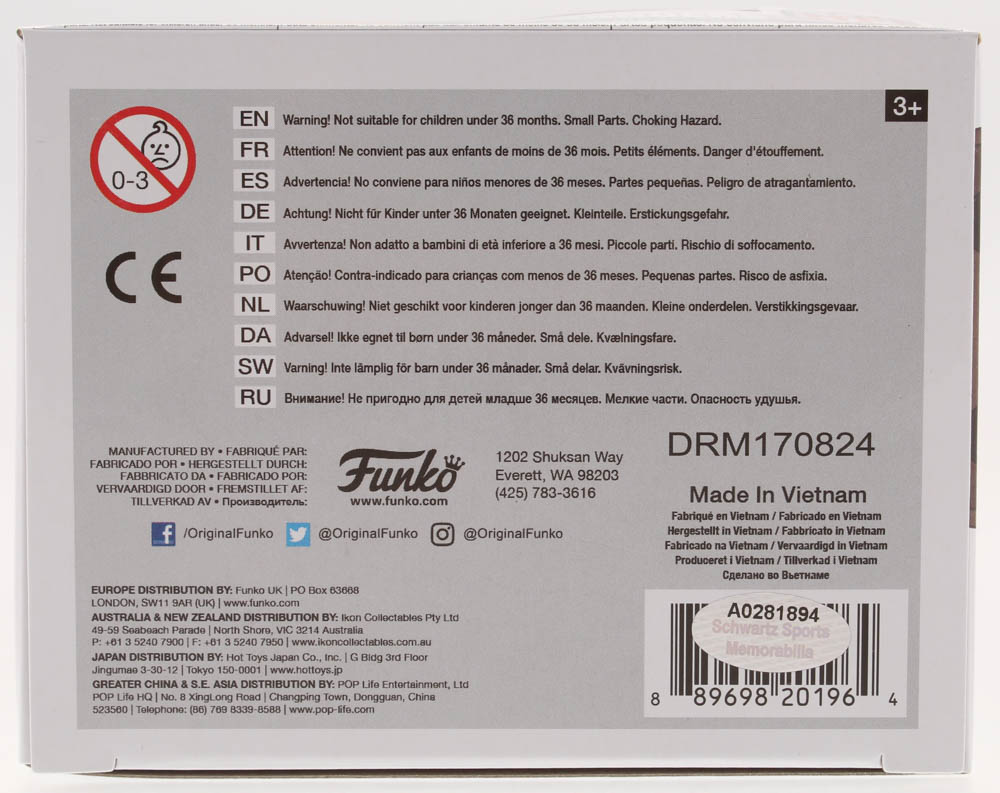 3+
0-3
EN Warning! Not suitable for children under 36 months. Small Parts. Choking Hazard.
FR Attention! Ne convient pas aux enfants de moins de 36 mois. Petits éléments. Danger d'étouffement.
ES Advertencia! No conviene para niños menores de 36 meses. Partes pequeñas. Peligro de atragantamiento.
DE Achtung! Nicht für Kinder unter 36 Monaten geeignet. Kleinteile. Erstickungsgefahr.
IT Avvertenza! Non adatto a bambini di età inferiore a 36 mesi. Piccole parti. Rischio di soffocamento.
PO Atenção! Contra-indicado para crianças com menos de 36 meses. Pequenas partes. Risco de asfixia.
NL Waarschuwing! Niet geschikt voor kinderen jonger dan 36 maanden. Kleine onderdelen. Verstikkingsgevaar.
DA Advarsel! Ikke egnet til børn under 36 måneder. Små dele. Kvælningsfare.
SW Varning! Inte lämplig för barn under 36 månader. Små delar. Kvävningsrisk.
RU Внимание! Не пригодно для детей младше 36 месяцев. Мелкие части. Опасность удушья.
CE
MANUFACTURED BY • FABRIQUÉ PAR:
FABRICADO POR • HERGESTELLT DURCH:
FABBRICATO DA • FABRICADO POR:
VERVAARDIGD DOOR • FREMSTILLET AF:
TILLVERKAD AV • Производитель:
Funko
www.funko.com
1202 Shuksan Way
Everett, WA 98203
(425) 783-3616
/OriginalFunko @OriginalFunko @OriginalFunko
DRM170824
Made In Vietnam
Fabriqué en Vietnam / Fabricado en Vietnam
Hergestellt in Vietnam / Fabbricato in Vietnam
Fabricado na Vietnam / Vervaardigd in Vietnam
Produceret i Vietnam / Tillverkad i Vietnam
Сделано во Вьетнаме
EUROPE DISTRIBUTION BY: Funko UK | PO Box 63668
LONDON, SW11 9AR (UK) | www.funko.com
AUSTRALIA & NEW ZEALAND DISTRIBUTION BY: Ikon Collectables Pty Ltd
49-59 Seabeach Parade | North Shore, VIC 3214 Australia
P: +61 3 5240 7900 | F: +61 3 5240 7950 | www.ikoncollectables.com.au
JAPAN DISTRIBUTION BY: Hot Toys Japan Co., Inc. | G Bldg 3rd Floor
Jingumae 3-30-12 | Tokyo 150-0001 | www.hottoys.jp
GREATER CHINA & S.E. ASIA DISTRIBUTION BY: POP Life Entertainment, Ltd
POP Life HQ | No. 8 XingLong Road | Changping Town, Dongguan, China
523560 | Telephone: (86) 769 8339-8588 | www.pop-life.com
A0281894
Schwartz Sports
Memorabilia
8 89698 20196 4